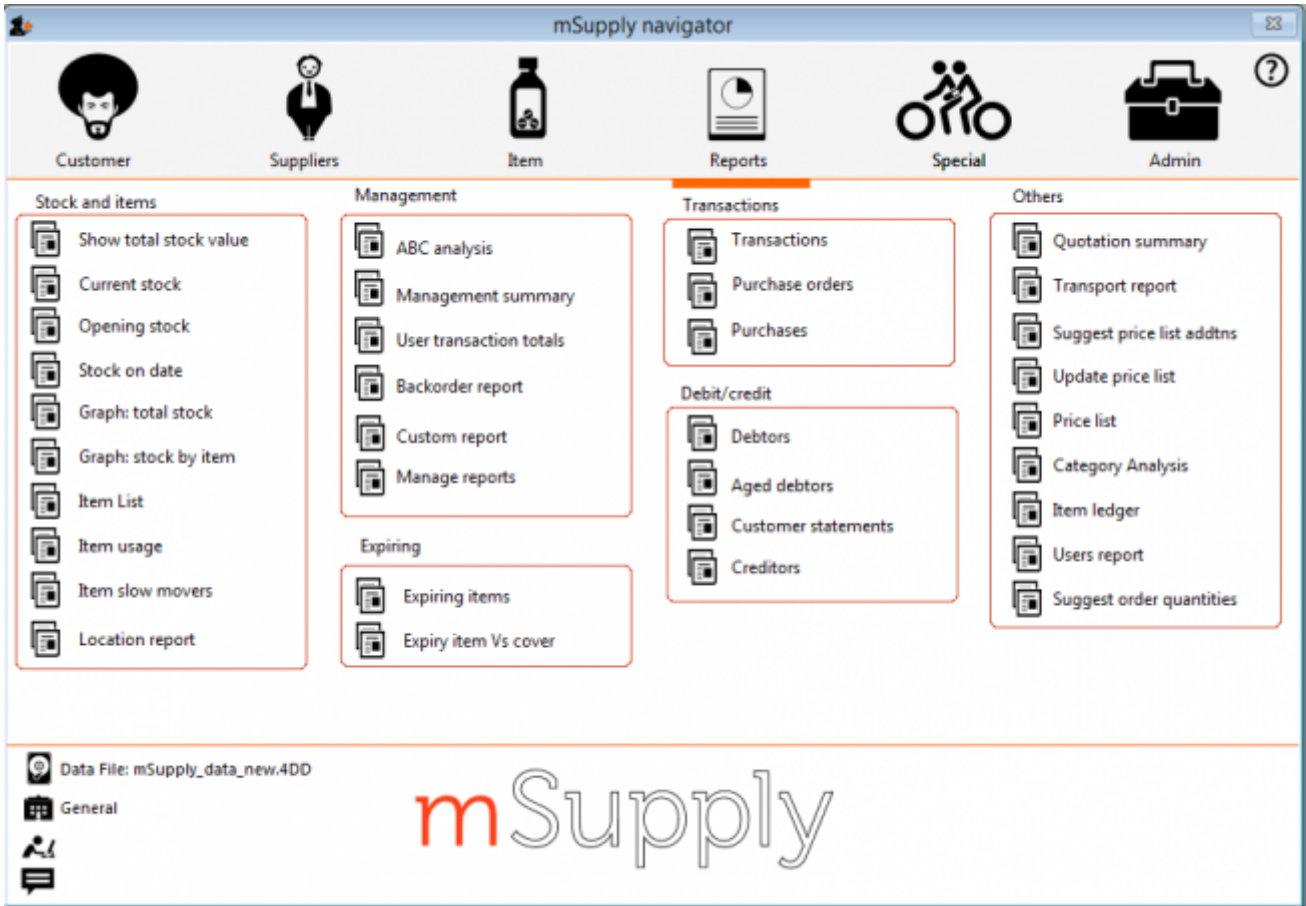 mSupply navigator
?
Customer
Suppliers
Item
Reports
Special
Admin
Stock and items
Show total stock value
Current stock
Opening stock
Stock on date
Graph: total stock
Graph: stock by item
Item List
Item usage
Item slow movers
Location report
Management
ABC analysis
Management summary
User transaction totals
Backorder report
Custom report
Manage reports
Expiring
Expiring items
Expiry item Vs cover
Transactions
Transactions
Purchase orders
Purchases
Debit/credit
Debtors
Aged debtors
Customer statements
Creditors
Others
Quotation summary
Transport report
Suggest price list addtns
Update price list
Price list
Category Analysis
Item ledger
Users report
Suggest order quantities
Data File: mSupply_data_new.4DD
General
mSupply